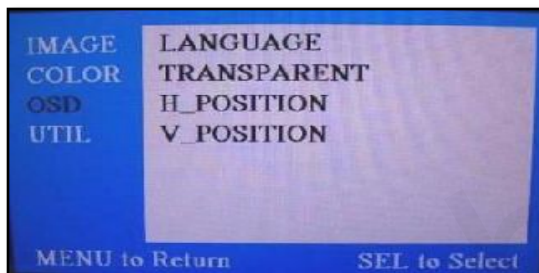 IMAGE LANGUAGE
COLOR TRANSPARENT
OSD H_POSITION
UTIL V_POSITION
MENU to Return SEL to Select